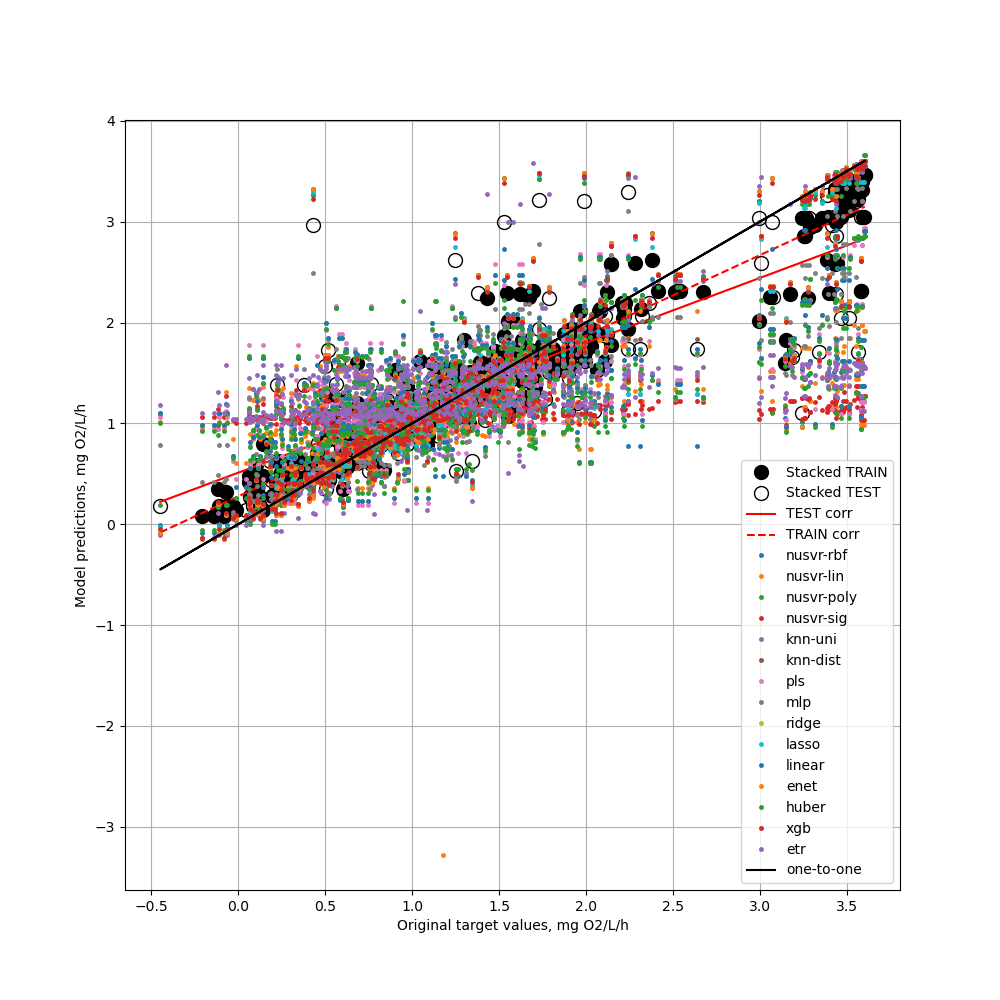 4
3
2
1
0
−1
−2
−3
−0.5 0.0 0.5 1.0 1.5 2.0 2.5 3.0 3.5
Model predictions, mg O2/L/h
Original target values, mg O2/L/h
Stacked TRAIN
Stacked TEST
TEST corr
TRAIN corr
nusvr-rbf
nusvr-lin
nusvr-poly
nusvr-sig
knn-uni
knn-dist
pls
mlp
ridge
lasso
linear
enet
huber
xgb
etr
one-to-one